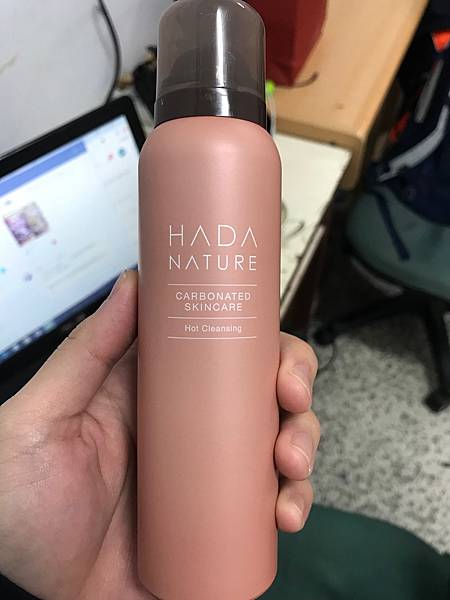 HADA
NATURE
CARBONATED
SKINCARE
Hot Cleansing